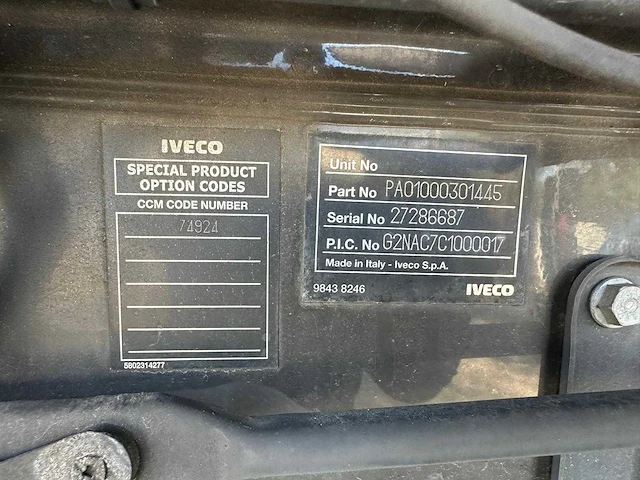 IVECO
SPECIAL PRODUCT
OPTION CODES
CCM CODE NUMBER
74924
5802314277
Unit No
Part No PA01000301445
Serial No 27286687
P.I.C. No G2NAC7C1000017
Made in Italy - Iveco S.p.A.
9843 8246 IVECO